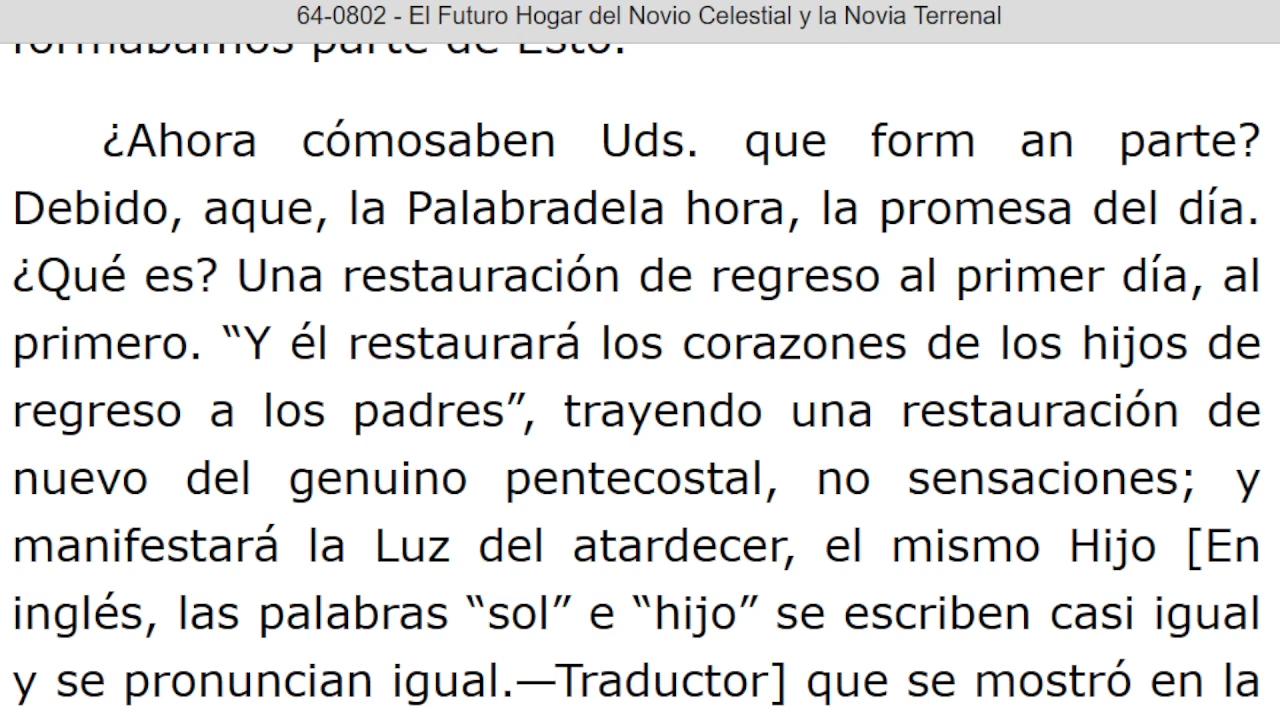 64-0802 - El Futuro Hogar del Novio Celestial y la Novia Terrenal
formábamos parte de Esto.
¿Ahora cómosaben Uds. que form an parte?
Debido, aque, la Palabradela hora, la promesa del día.
¿Qué es? Una restauración de regreso al primer día, al
primero. “Y él restaurará los corazones de los hijos de
regreso a los padres”, trayendo una restauración de
nuevo del genuino pentecostal, no sensaciones; y
manifestará la Luz del atardecer, el mismo Hijo [En
inglés, las palabras “sol” e “hijo” se escriben casi igual
y se pronuncian igual.—Traductor] que se mostró en la